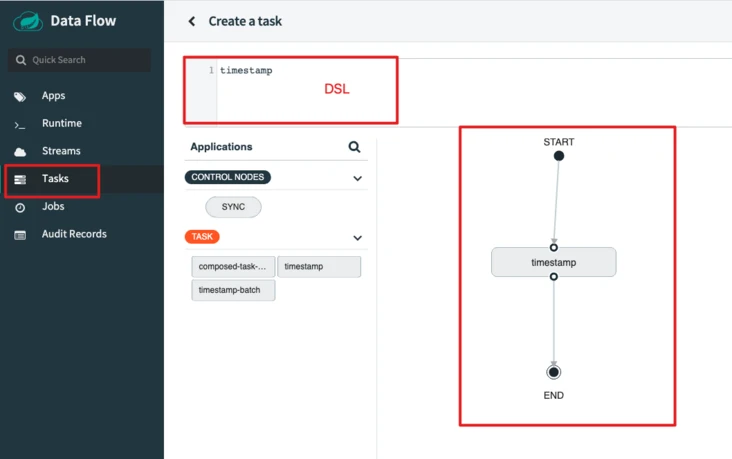 Data Flow
Create a task
Quick Search
1 timestamp
DSL
Apps
Runtime
Streams
Tasks
Jobs
Audit Records
Applications
CONTROL NODES
SYNC
TASK
composed-task-...
timestamp
timestamp-batch
START
timestamp
END